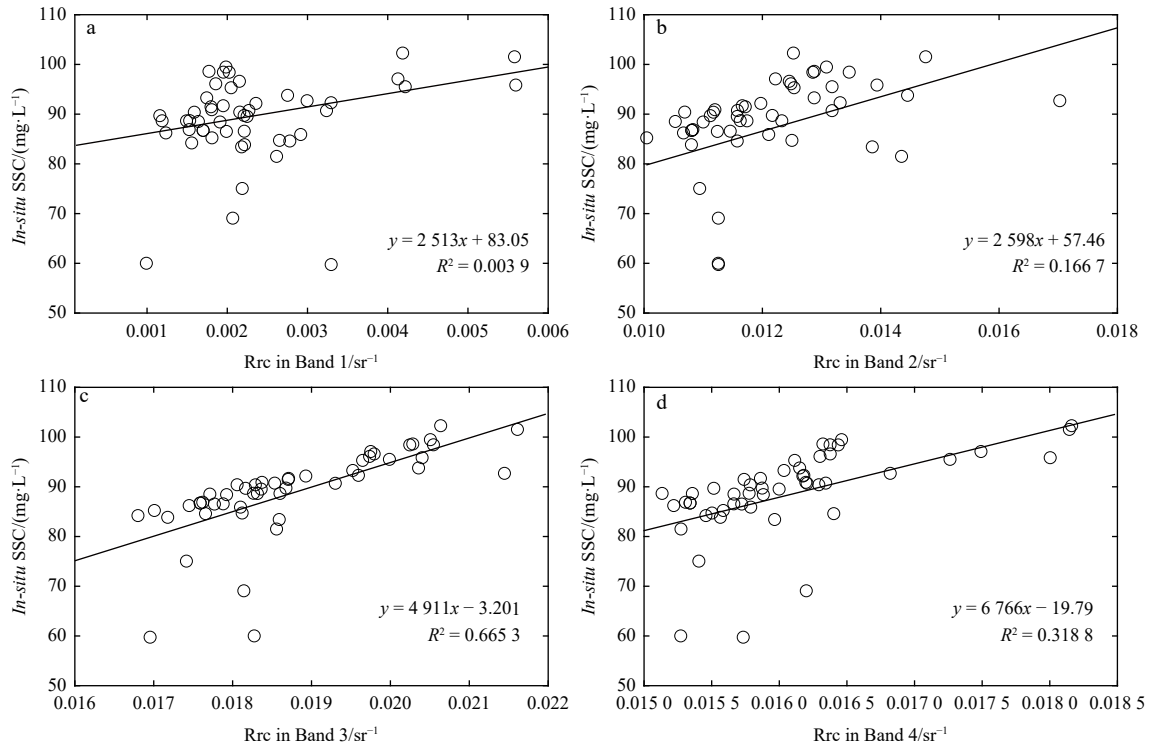 a
110
100
90
80
70
60
50
In-situ SSC/(mg·L⁻¹)
y = 2 513x + 83.05
R² = 0.003 9
0.001 0.002 0.003 0.004 0.005 0.006
Rrc in Band 1/sr⁻¹
b
110
100
90
80
70
60
50
In-situ SSC/(mg·L⁻¹)
y = 2 598x + 57.46
R² = 0.166 7
0.010 0.012 0.014 0.016 0.018
Rrc in Band 2/sr⁻¹
c
110
100
90
80
70
60
50
In-situ SSC/(mg·L⁻¹)
y = 4 911x − 3.201
R² = 0.665 3
0.016 0.017 0.018 0.019 0.020 0.021 0.022
Rrc in Band 3/sr⁻¹
d
110
100
90
80
70
60
50
In-situ SSC/(mg·L⁻¹)
y = 6 766x − 19.79
R² = 0.318 8
0.015 0 0.015 5 0.016 0 0.016 5 0.017 0 0.017 5 0.018 0 0.018 5
Rrc in Band 4/sr⁻¹